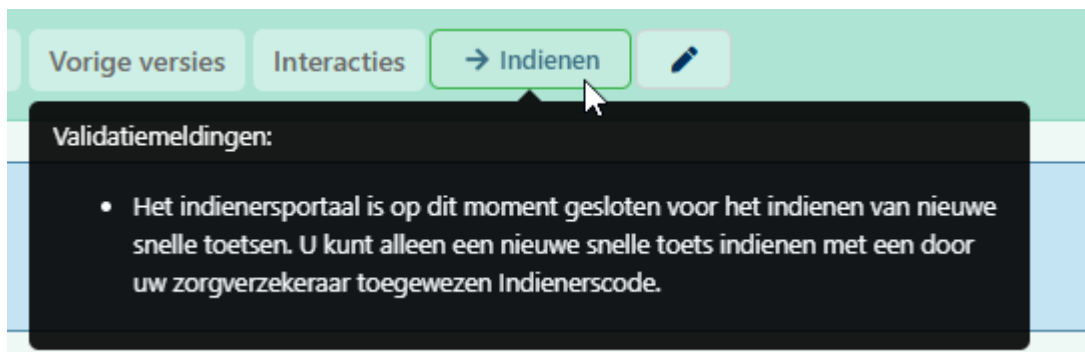 Vorige versies Interacties → Indienen
Validatiemeldingen:
• Het indienersportaal is op dit moment gesloten voor het indienen van nieuwe
snelle toetsen. U kunt alleen een nieuwe snelle toets indienen met een door
uw zorgverzekeraar toegewezen Indienerscode.